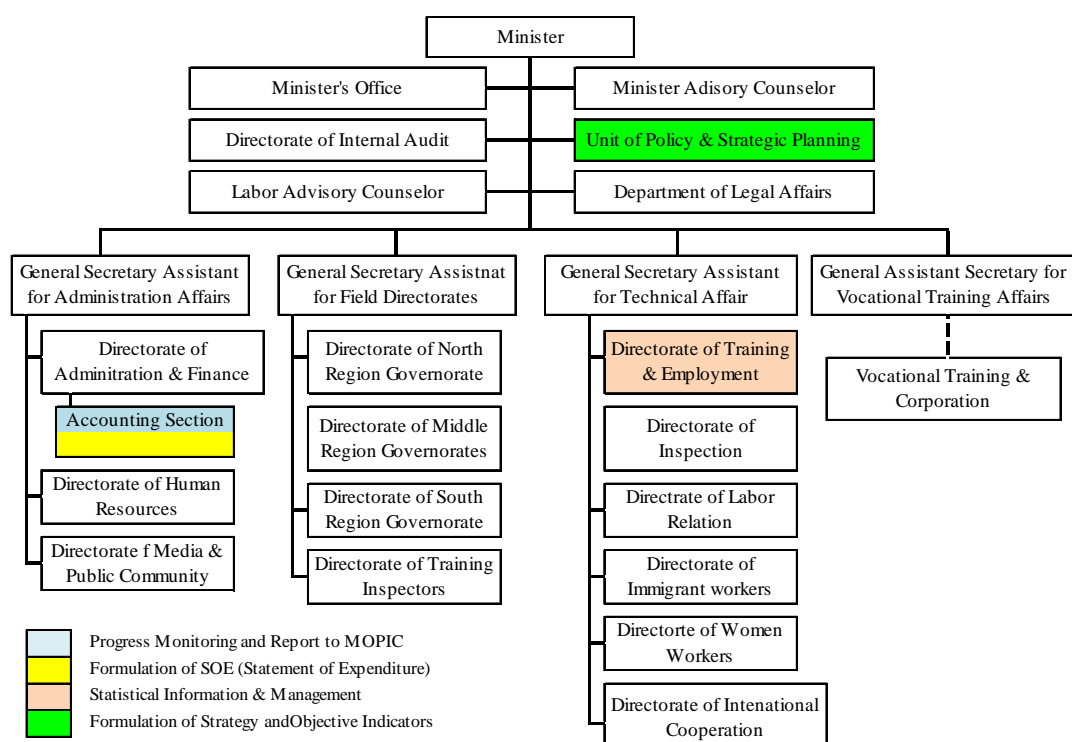 Minister
Minister's Office
Minister Adisory Counselor
Directorate of Internal Audit
Unit of Policy & Strategic Planning
Labor Advisory Counselor
Department of Legal Affairs
General Secretary Assistant
for Administration Affairs
General Secretary Assistnat
for Field Directorates
General Secretary Assistant
for Technical Affair
General Assistant Secretary for
Vocational Training Affairs
Directorate of
Adminitration & Finance
Accounting Section
Directorate of Human
Resources
Directorate f Media &
Public Community
Directorate of North
Region Governorate
Directorate of Middle
Region Governorates
Directorate of South
Region Governorate
Directorate of Training
Inspectors
Directorate of Training
& Employment
Directorate of
Inspection
Directrate of Labor
Relation
Directorate of
Immigrant workers
Directorte of Women
Workers
Directorate of Intenational
Cooperation
Vocational Training &
Corporation
Progress Monitoring and Report to MOPIC
Formulation of SOE (Statement of Expenditure)
Statistical Information & Management
Formulation of Strategy andObjective Indicators